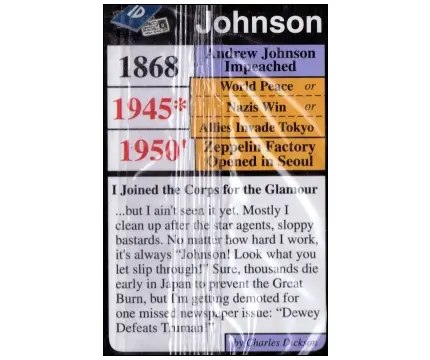 ID
Johnson
1868
Andrew Johnson
Impeached
1945*
World Peace or
Nazis Win or
Allies Invade Tokyo
1950'
Zeppelin Factory
Opened in Seoul
I Joined the Corps for the Glamour
...but I ain't seen it yet. Mostly I
clean up after the star agents, sloppy
bastards. No matter how hard I work,
it's always "Johnson! Look what you
let slip through!" Sure, thousands die
early in Japan to prevent the Great
Burn, but I'm getting demoted for
one missed newspaper issue: "Dewey
Defeats Truman!"
by Charles Dickson